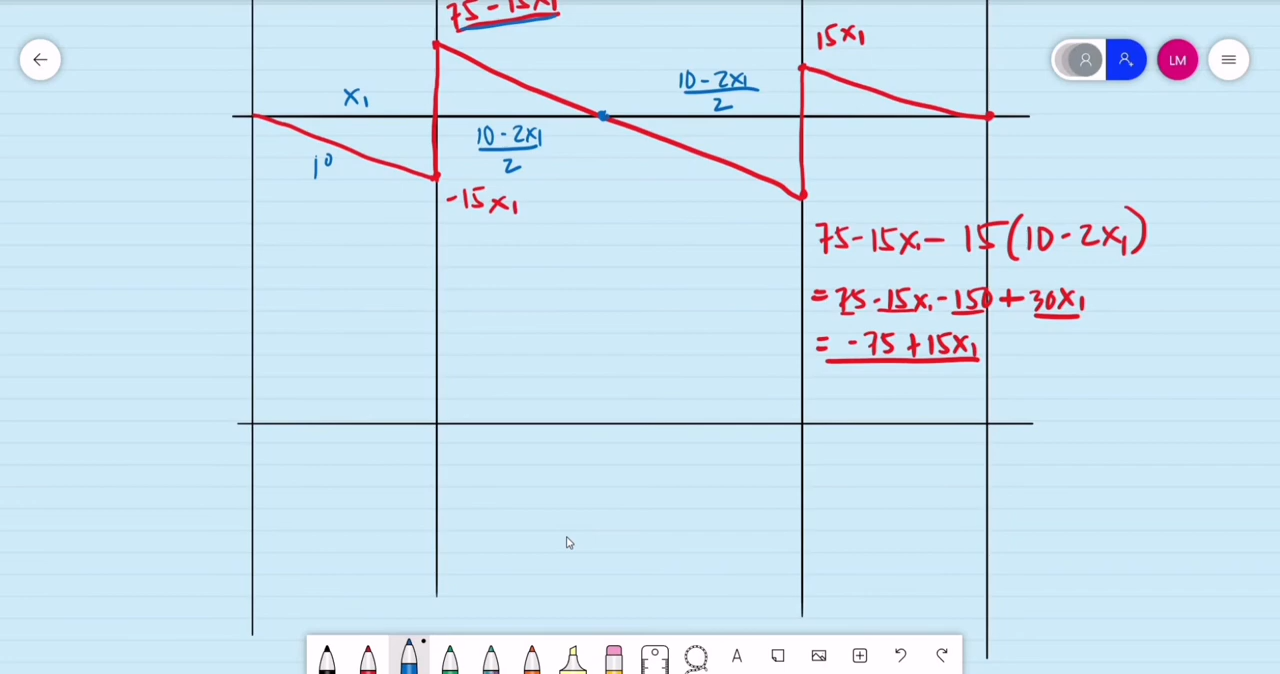 75 - 15x₁
15x₁
x₁
10 - 2x₁
2
10 - 2x₁
2
1°
-15x₁
75 - 15x₁ - 15(10 - 2x₁)
= 75 - 15x₁ - 150 + 30x₁
= -75 + 15x₁
LM
A